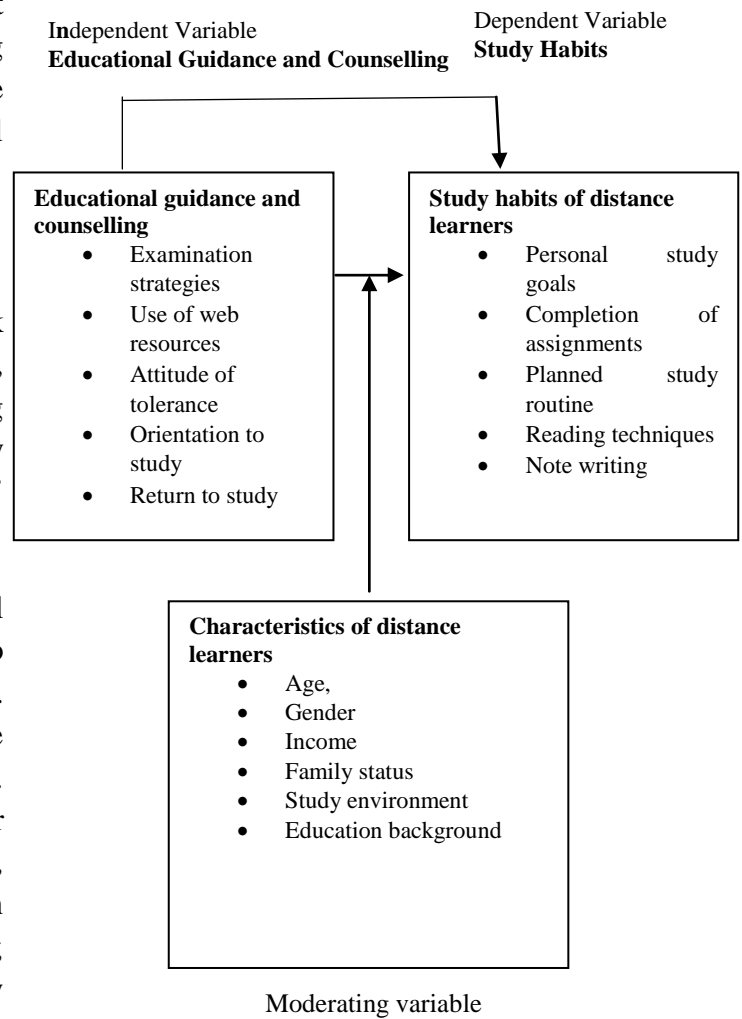 Independent Variable
Educational Guidance and Counselling
Dependent Variable
Study Habits
Educational guidance and
counselling
• Examination
strategies
• Use of web
resources
• Attitude of
tolerance
• Orientation to
study
• Return to study
Study habits of distance
learners
• Personal study
goals
• Completion of
assignments
• Planned study
routine
• Reading techniques
• Note writing
Characteristics of distance
learners
• Age,
• Gender
• Income
• Family status
• Study environment
• Education background
Moderating variable